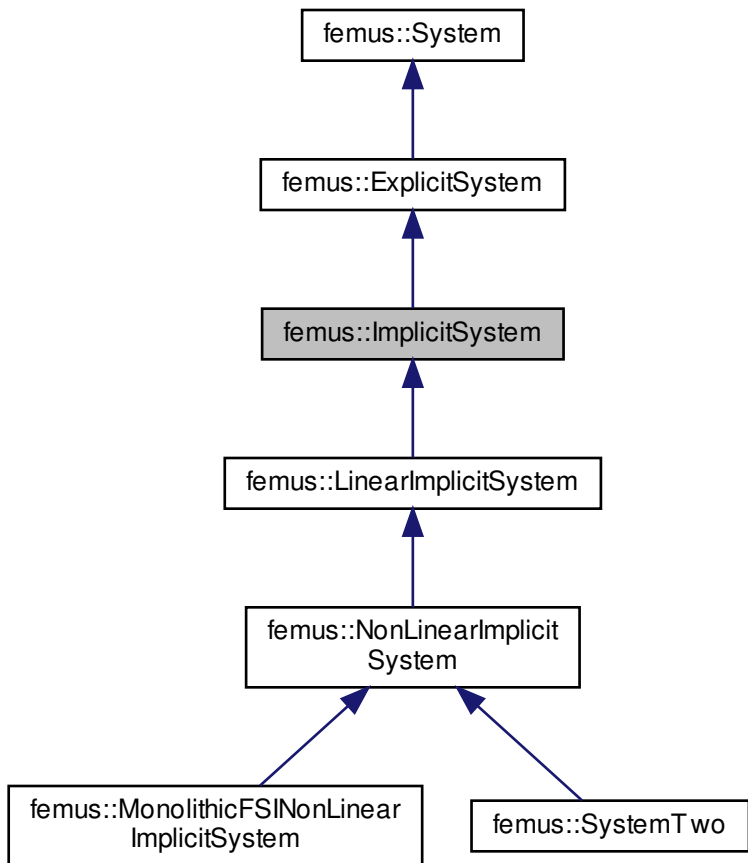 femus::System
femus::ExplicitSystem
femus::ImplicitSystem
femus::LinearImplicitSystem
femus::NonLinearImplicit
System
femus::MonolithicFSINonLinear
ImplicitSystem
femus::SystemTwo